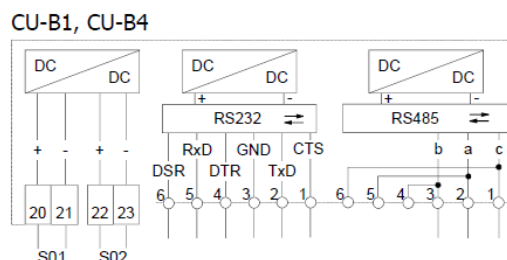 CU-B1, CU-B4
DC DC DC DC DC DC
+ - + -
RS232 RS485
+ - + - RxD GND CTS b a c
DSR DTR TxD
6 5 4 3 2 1 6 5 4 3 2 1
20 21 22 23
S01 S02